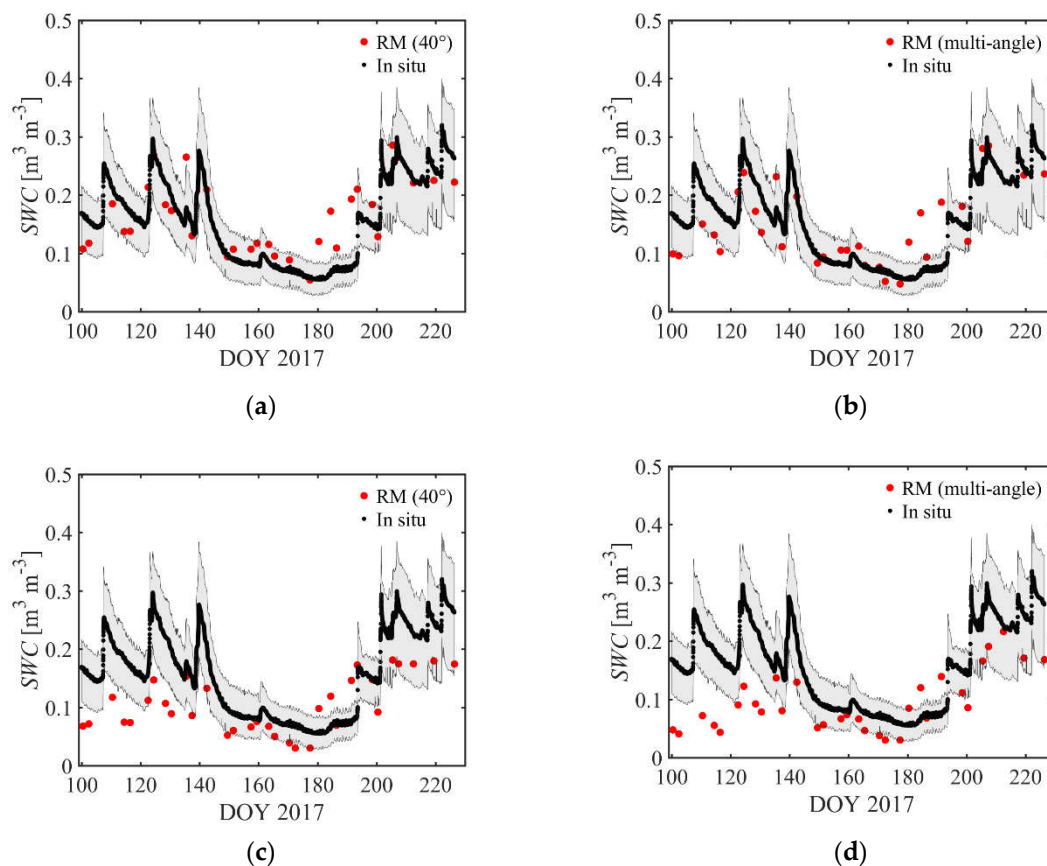 0.5
0.4
0.3
0.2
0.1
0
SWC [m³ m⁻³]
RM (40°)
In situ
100 120 140 160 180 200 220
DOY 2017
(a)
0.5
0.4
0.3
0.2
0.1
0
SWC [m³ m⁻³]
RM (multi-angle)
In situ
100 120 140 160 180 200 220
DOY 2017
(b)
0.5
0.4
0.3
0.2
0.1
0
SWC [m³ m⁻³]
RM (40°)
In situ
100 120 140 160 180 200 220
DOY 2017
(c)
0.5
0.4
0.3
0.2
0.1
0
SWC [m³ m⁻³]
RM (multi-angle)
In situ
100 120 140 160 180 200 220
DOY 2017
(d)